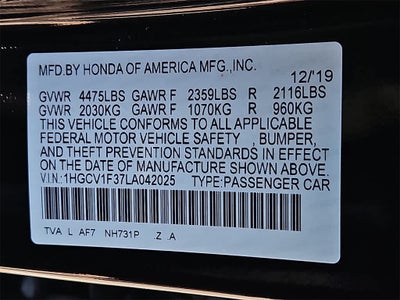 MFD.BY HONDA OF AMERICA MFG.,INC.
12/'19
GVWR 4475LBS GAWR F 2359LBS R 2116LBS
GVWR 2030KG GAWR F 1070KG R 960KG
THIS VEHICLE CONFORMS TO ALL APPLICABLE
FEDERAL MOTOR VEHICLE SAFETY , BUMPER,
AND THEFT PREVENTION STANDARDS IN EFFECT
ON THE DATE OF MANUFACTURE SHOWN ABOVE.
V.I.N:1HGCV1F37LA042025 TYPE:PASSENGER CAR
TVA L AF7 NH731P .Z .A